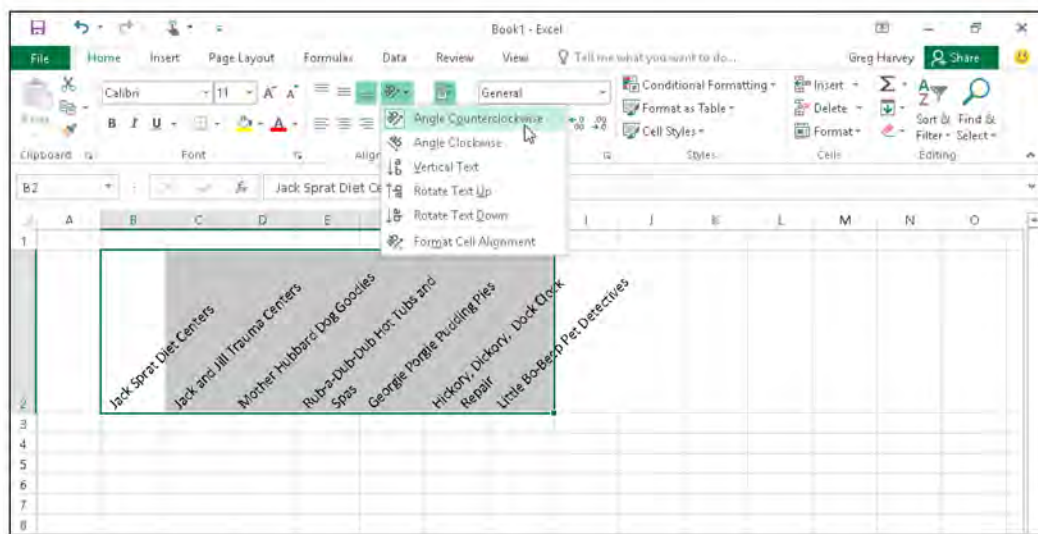 Book1 - Excel
File Home Insert Page Layout Formulas Data Review View Tell me what you want to do... Greg Harvey Share
Calibri 11 A A General Conditional Formatting Insert
Format as Table Delete Sort & Find &
B I U A Cell Styles Format Filter Select
Clipboard Font Styles Cells Editing
Angle Counterclockwise
Angle Clockwise
Vertical Text
Rotate Text Up
Rotate Text Down
Format Cell Alignment
B2 fx Jack Sprat Diet Ce
A B C D E I J K L M N O
1
Jack Sprat Diet Centers
Jack and Jill Trauma Centers
Mother Hubbard Dog Goodies
Rub-a-Dub-Dub Hot Tubs and
Spas
Georgie Porgie Pudding Pies
Hickory, Dickory, Dock Clock
Repair
Little Bo-Beep Pet Detectives
2
3
4
5
6
7
8